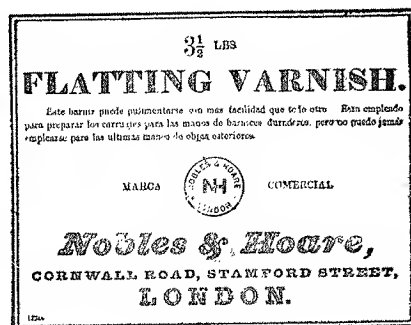 3½ LBS
FLATTING VARNISH.
Este barniz puede pulimentarse con mas facilidad que todo otro Esta empleado
para preparar los carruajes para las manos de barnices duraderos, pero no puede jamás
emplearse para las ultimas manos de obras exteriores.
MARCA NOBLES & HOARE LONDON NH COMERCIAL
Nobles & Hoare,
CORNWALL ROAD, STAMFORD STREET,
LONDON.